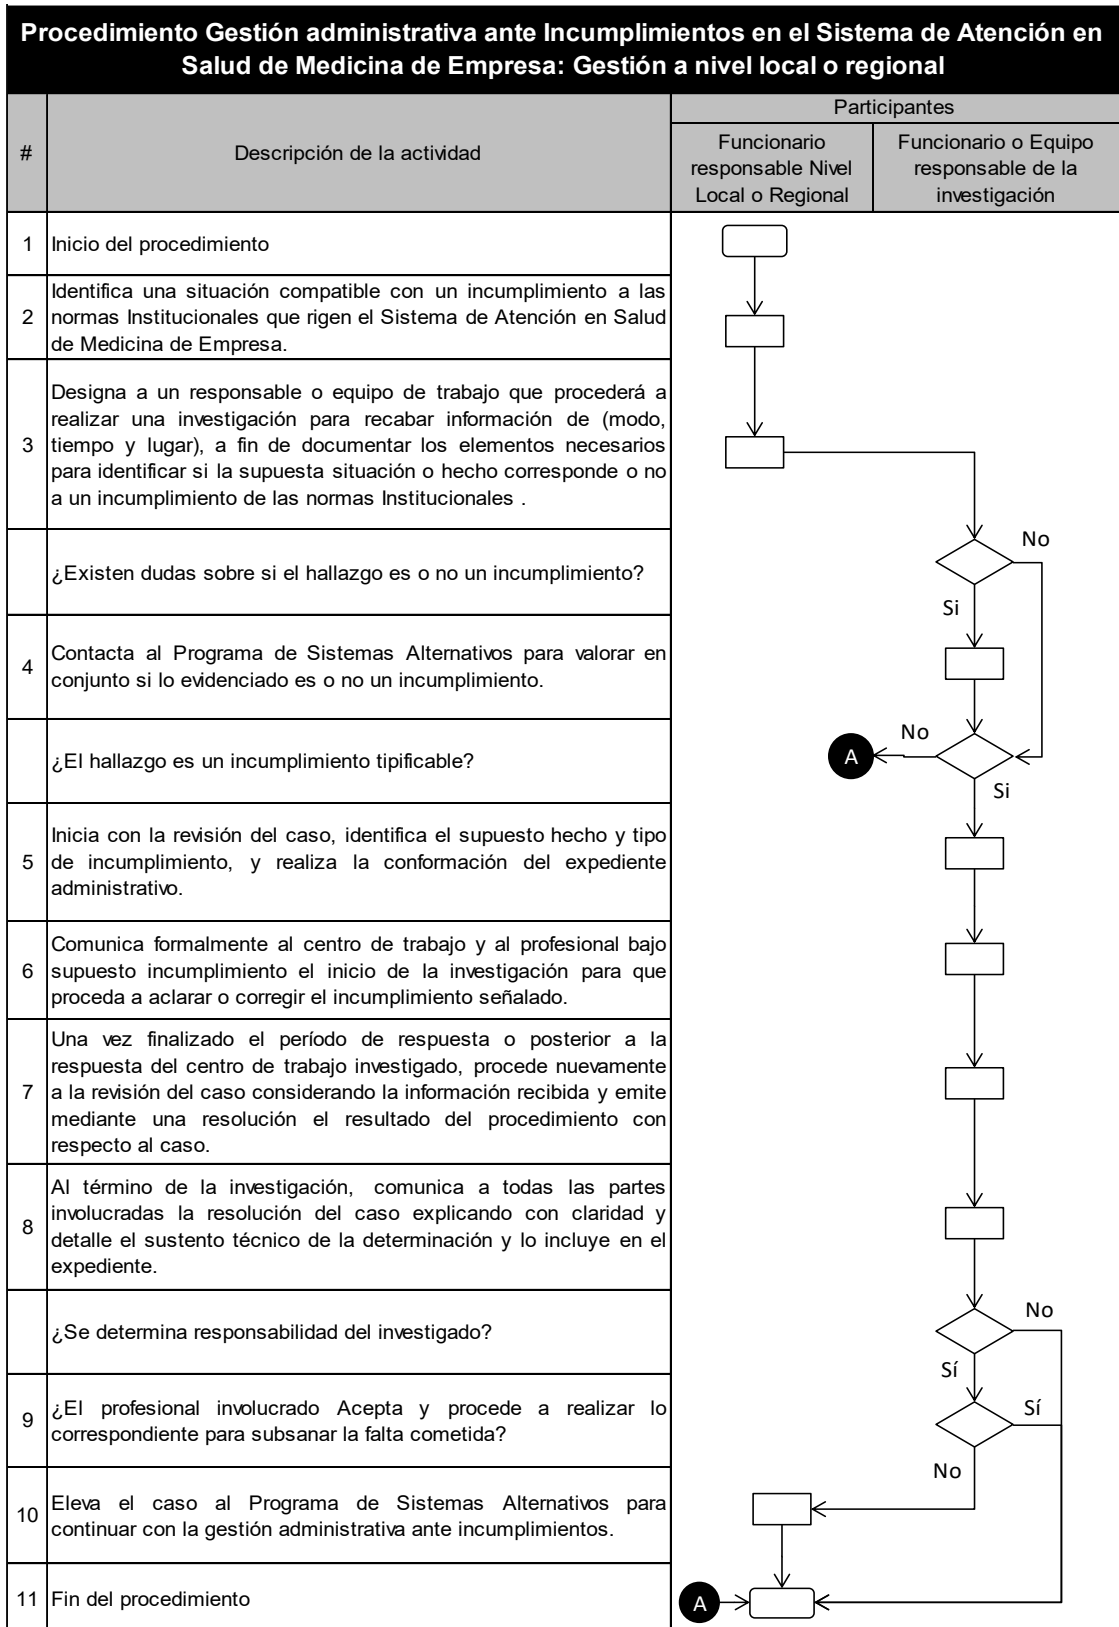 Procedimiento Gestión administrativa ante Incumplimientos en el Sistema de Atención en
Salud de Medicina de Empresa: Gestión a nivel local o regional
#
Descripción de la actividad
Participantes
Funcionario
responsable Nivel
Local o Regional
Funcionario o Equipo
responsable de la
investigación
1
Inicio del procedimiento
2
Identifica una situación compatible con un incumplimiento a las
normas Institucionales que rigen el Sistema de Atención en Salud
de Medicina de Empresa.
3
Designa a un responsable o equipo de trabajo que procederá a
realizar una investigación para recabar información de (modo,
tiempo y lugar), a fin de documentar los elementos necesarios
para identificar si la supuesta situación o hecho corresponde o no
a un incumplimiento de las normas Institucionales .
¿Existen dudas sobre si el hallazgo es o no un incumplimiento?
No
Si
4
Contacta al Programa de Sistemas Alternativos para valorar en
conjunto si lo evidenciado es o no un incumplimiento.
¿El hallazgo es un incumplimiento tipificable?
A
No
Si
5
Inicia con la revisión del caso, identifica el supuesto hecho y tipo
de incumplimiento, y realiza la conformación del expediente
administrativo.
6
Comunica formalmente al centro de trabajo y al profesional bajo
supuesto incumplimiento el inicio de la investigación para que
proceda a aclarar o corregir el incumplimiento señalado.
7
Una vez finalizado el período de respuesta o posterior a la
respuesta del centro de trabajo investigado, procede nuevamente
a la revisión del caso considerando la información recibida y emite
mediante una resolución el resultado del procedimiento con
respecto al caso.
8
Al término de la investigación, comunica a todas las partes
involucradas la resolución del caso explicando con claridad y
detalle el sustento técnico de la determinación y lo incluye en el
expediente.
¿Se determina responsabilidad del investigado?
No
Sí
9
¿El profesional involucrado Acepta y procede a realizar lo
correspondiente para subsanar la falta cometida?
Sí
No
10
Eleva el caso al Programa de Sistemas Alternativos para
continuar con la gestión administrativa ante incumplimientos.
11
Fin del procedimiento
A